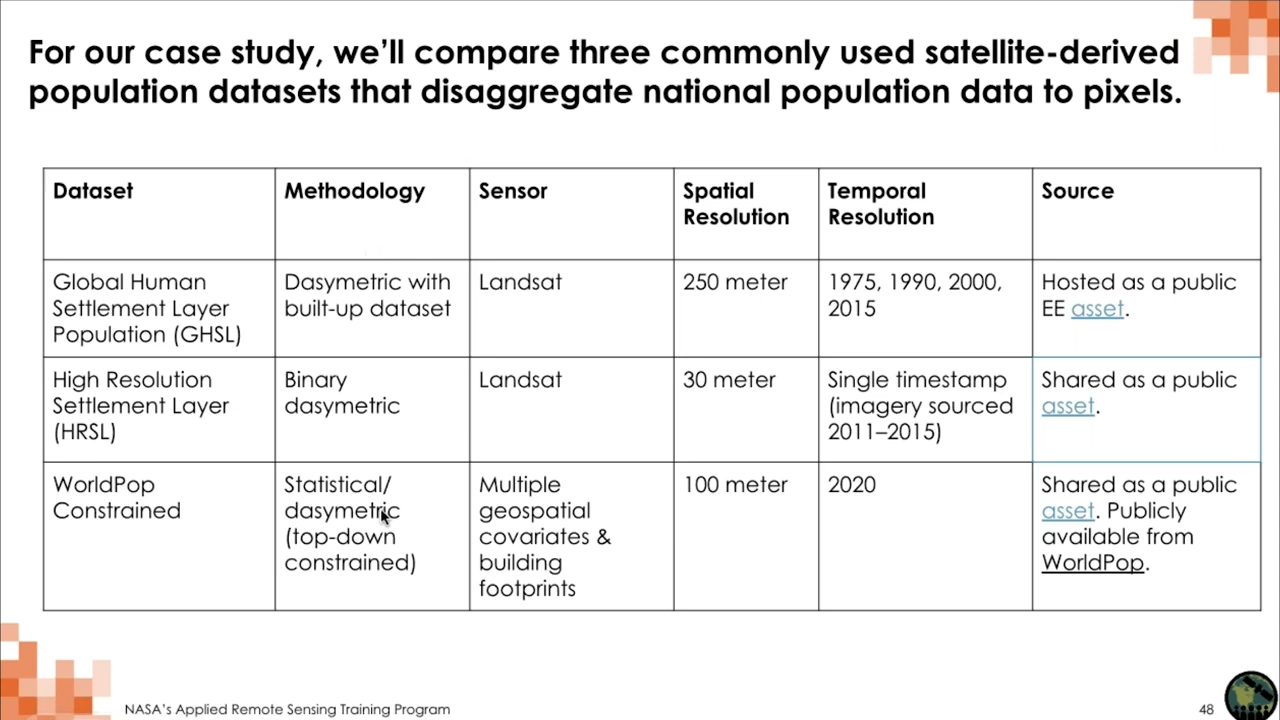 For our case study, we’ll compare three commonly used satellite-derived
population datasets that disaggregate national population data to pixels.
Dataset
Methodology
Sensor
Spatial
Resolution
Temporal
Resolution
Source
Global Human
Settlement Layer
Population (GHSL)
Dasymetric with
built-up dataset
Landsat
250 meter
1975, 1990, 2000,
2015
Hosted as a public
EE asset.
High Resolution
Settlement Layer
(HRSL)
Binary
dasymetric
Landsat
30 meter
Single timestamp
(imagery sourced
2011–2015)
Shared as a public
asset.
WorldPop
Constrained
Statistical/
dasymetric
(top-down
constrained)
Multiple
geospatial
covariates &
building
footprints
100 meter
2020
Shared as a public
asset. Publicly
available from
WorldPop.
NASA’s Applied Remote Sensing Training Program
48